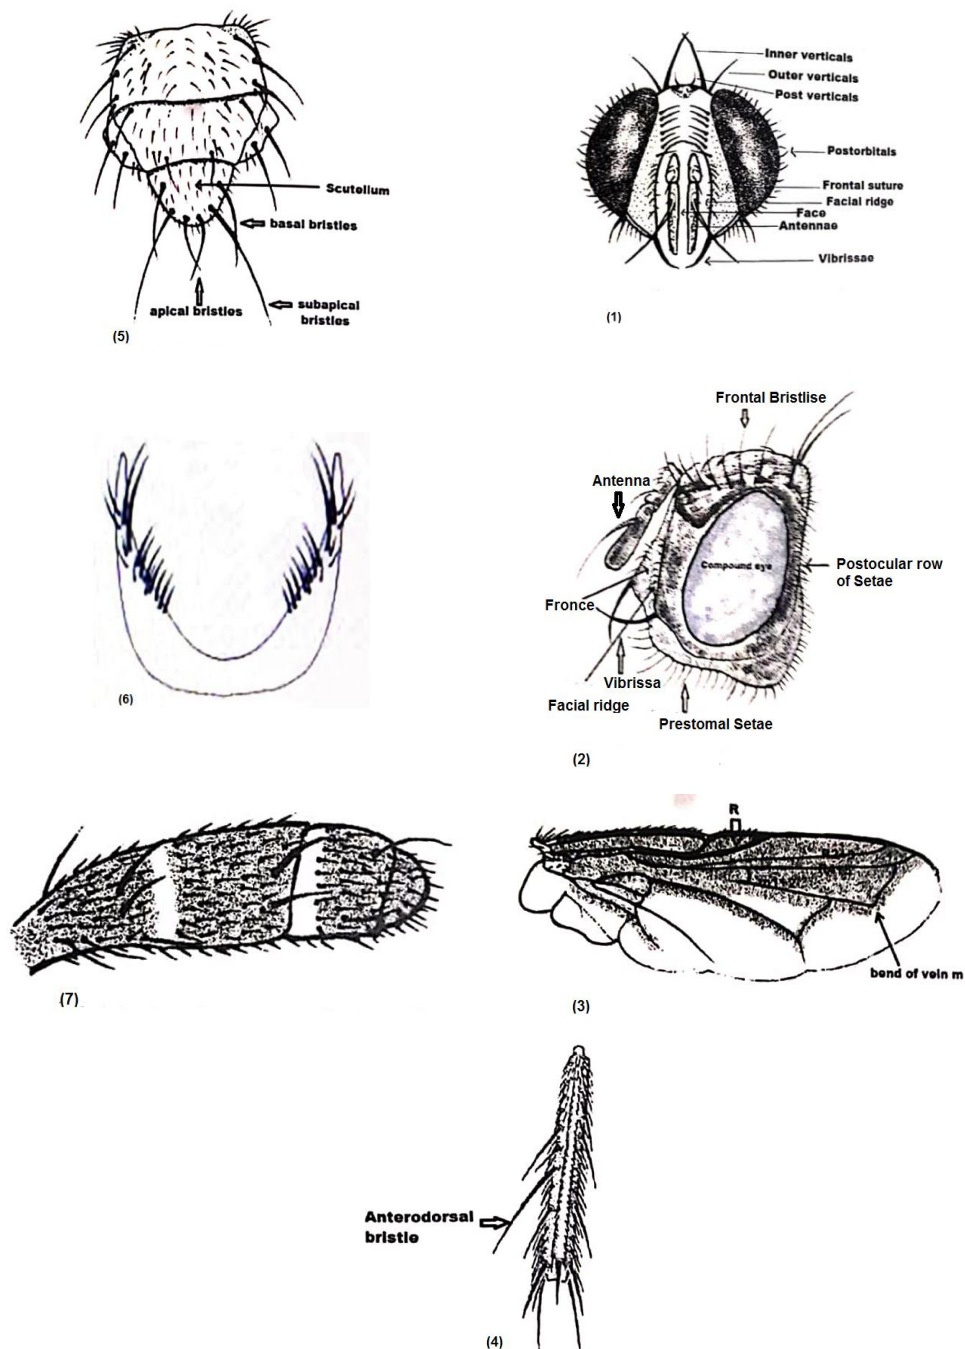 Scutellum
basal bristles
apical bristles
subapical
bristles
(5)
Inner verticals
Outer verticals
Post verticals
Postorbitals
Frontal suture
Facial ridge
Face
Antennae
Vibrissae
(1)
(6)
Frontal Bristlise
Antenna
Compound eye
Postocular row
of Setae
Fronce
Vibrissa
Facial ridge
Prestomal Setae
(2)
(7)
R
bend of vein m
(3)
Anterodorsal
bristle
(4)